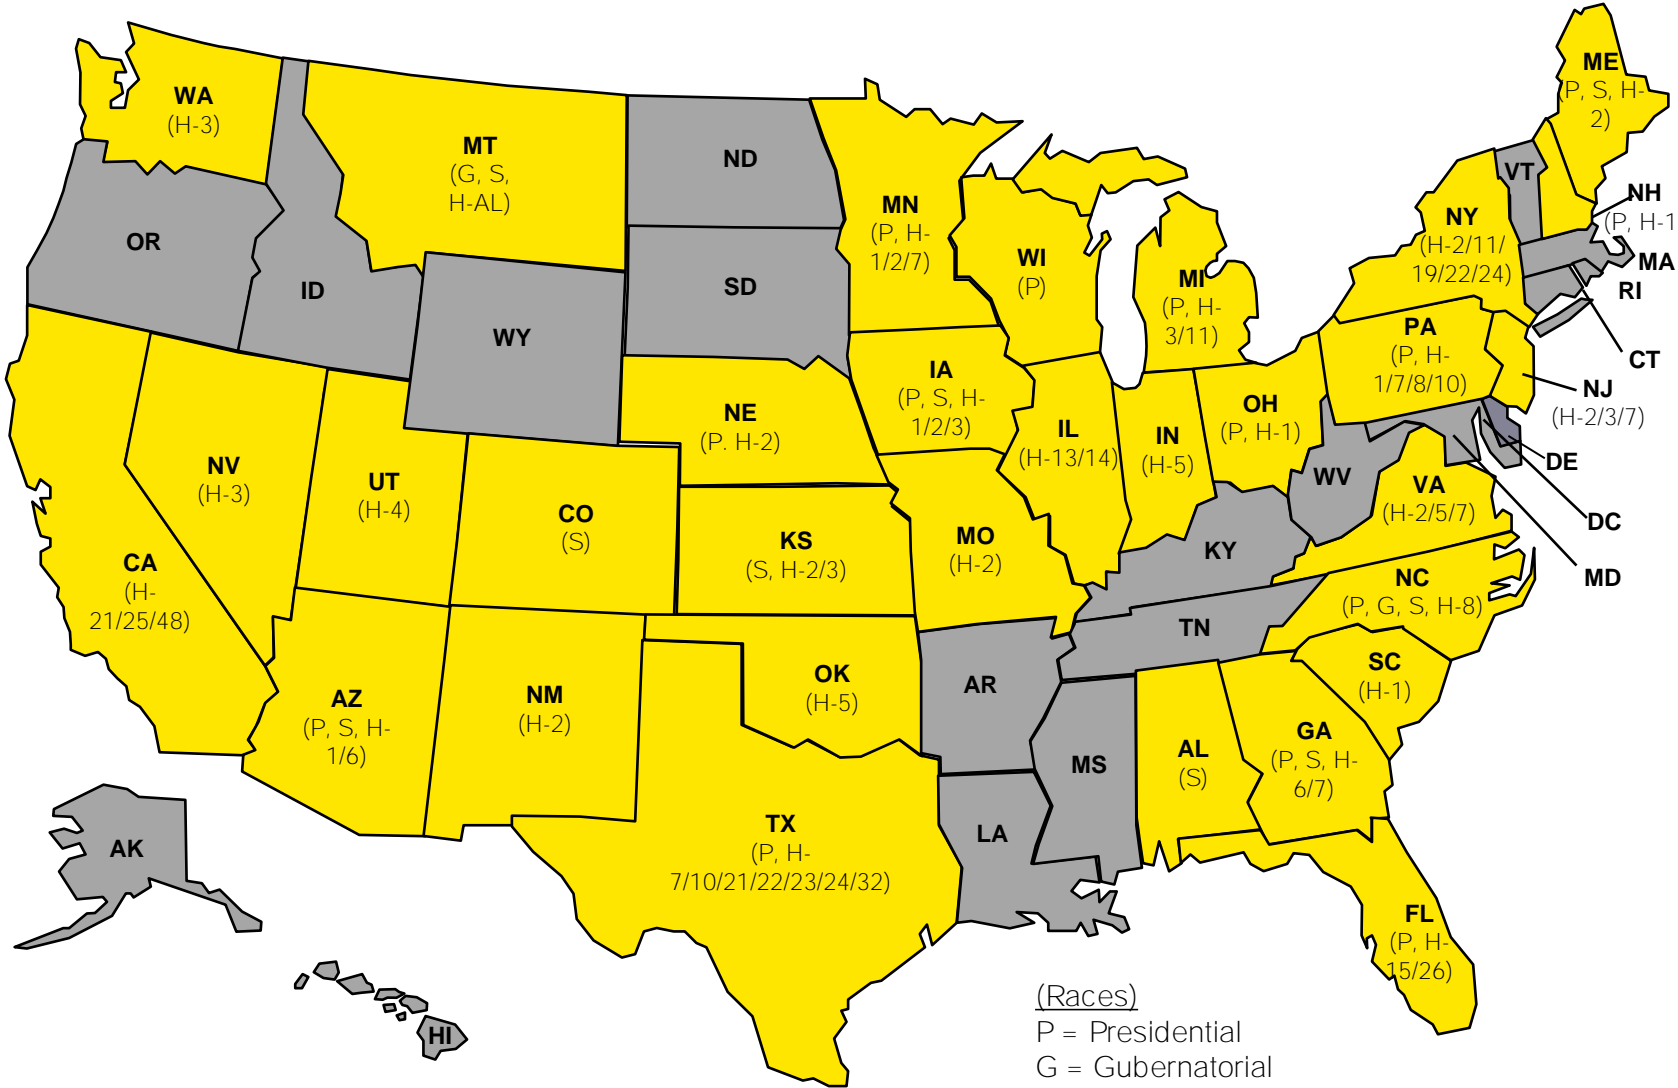 ME
(P, S, H-
2)
WA
(H-3)
MT
(G, S,
H-AL)
ND
VT
NH
(P, H-1
MN
(P, H-
1/2/7)
NY
(H-2/11/
19/22/24)
OR
WI
(P)
MI
(P, H-
3/11)
MA
RI
ID
SD
WY
PA
(P, H-
1/7/8/10)
CT
IA
(P, S, H-
1/2/3)
NJ
(H-2/3/7)
NE
(P. H-2)
IL
(H-13/14)
IN
(H-5)
OH
(P, H-1)
DE
NV
(H-3)
UT
(H-4)
WV
VA
(H-2/5/7)
CO
(S)
KS
(S, H-2/3)
MO
(H-2)
KY
DC
CA
(H-
21/25/48)
NC
(P, G, S, H-8)
MD
TN
AZ
(P, S, H-
1/6)
NM
(H-2)
OK
(H-5)
AR
SC
(H-1)
MS
AL
(S)
GA
(P, S, H-
6/7)
AK
TX
(P, H-
7/10/21/22/23/24/32)
LA
FL
(P, H-
15/26)
HI
(Races)
P = Presidential
G = Gubernatorial